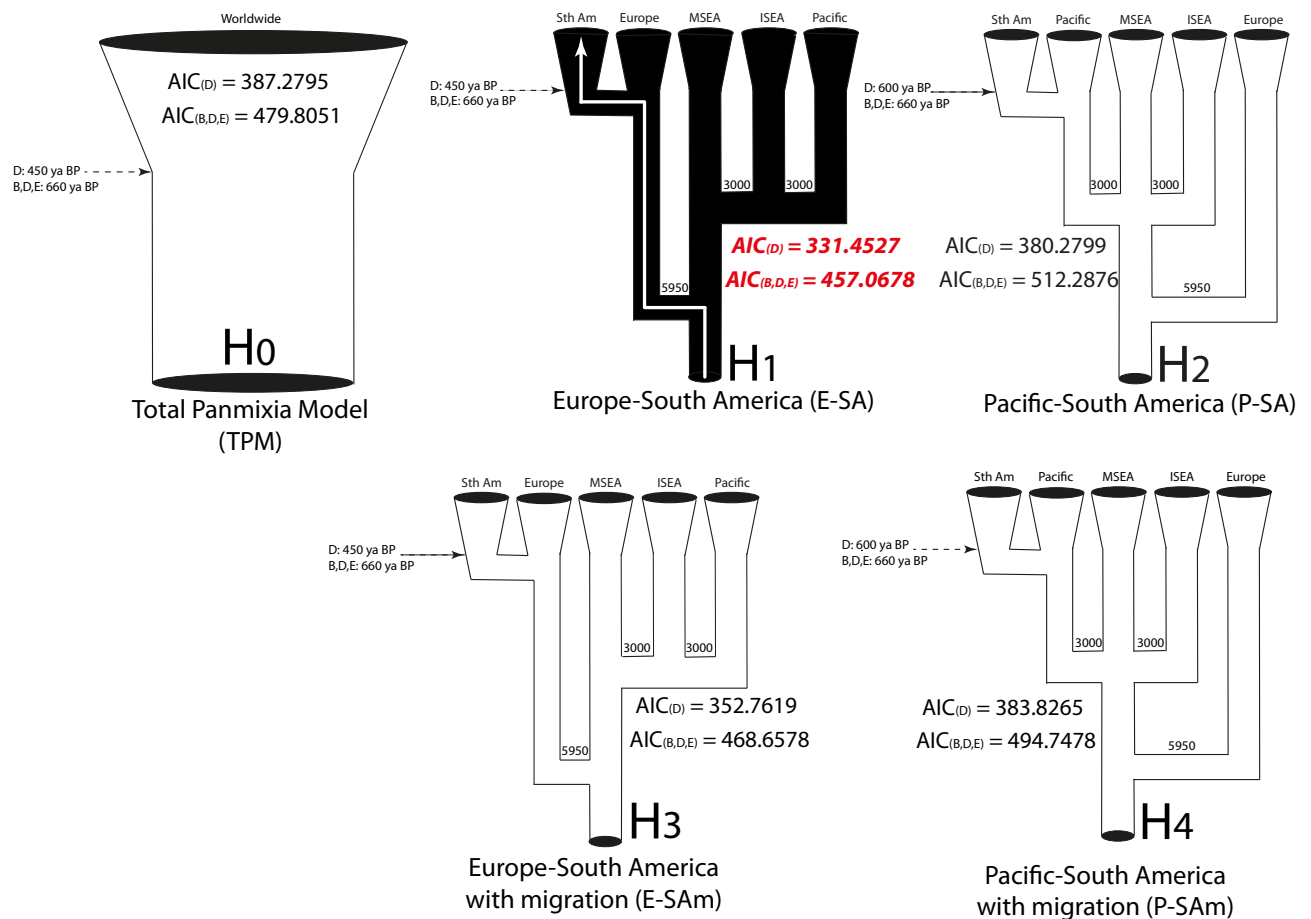 Worldwide
AIC(D) = 387.2795
AIC(B,D,E) = 479.8051
D: 450 ya BP
B,D,E: 660 ya BP
H0
Total Panmixia Model
(TPM)
Sth Am Europe MSEA ISEA Pacific
D: 450 ya BP
B,D,E: 660 ya BP
3000 3000
AIC(D) = 331.4527
AIC(B,D,E) = 457.0678
5950
H1
Europe-South America (E-SA)
Sth Am Pacific MSEA ISEA Europe
D: 600 ya BP
B,D,E: 660 ya BP
3000 3000
AIC(D) = 380.2799
AIC(B,D,E) = 512.2876
5950
H2
Pacific-South America (P-SA)
Sth Am Europe MSEA ISEA Pacific
D: 450 ya BP
B,D,E: 660 ya BP
3000 3000
AIC(D) = 352.7619
AIC(B,D,E) = 468.6578
5950
H3
Europe-South America
with migration (E-SAm)
Sth Am Pacific MSEA ISEA Europe
D: 600 ya BP
B,D,E: 660 ya BP
3000 3000
AIC(D) = 383.8265
AIC(B,D,E) = 494.7478
5950
H4
Pacific-South America
with migration (P-SAm)